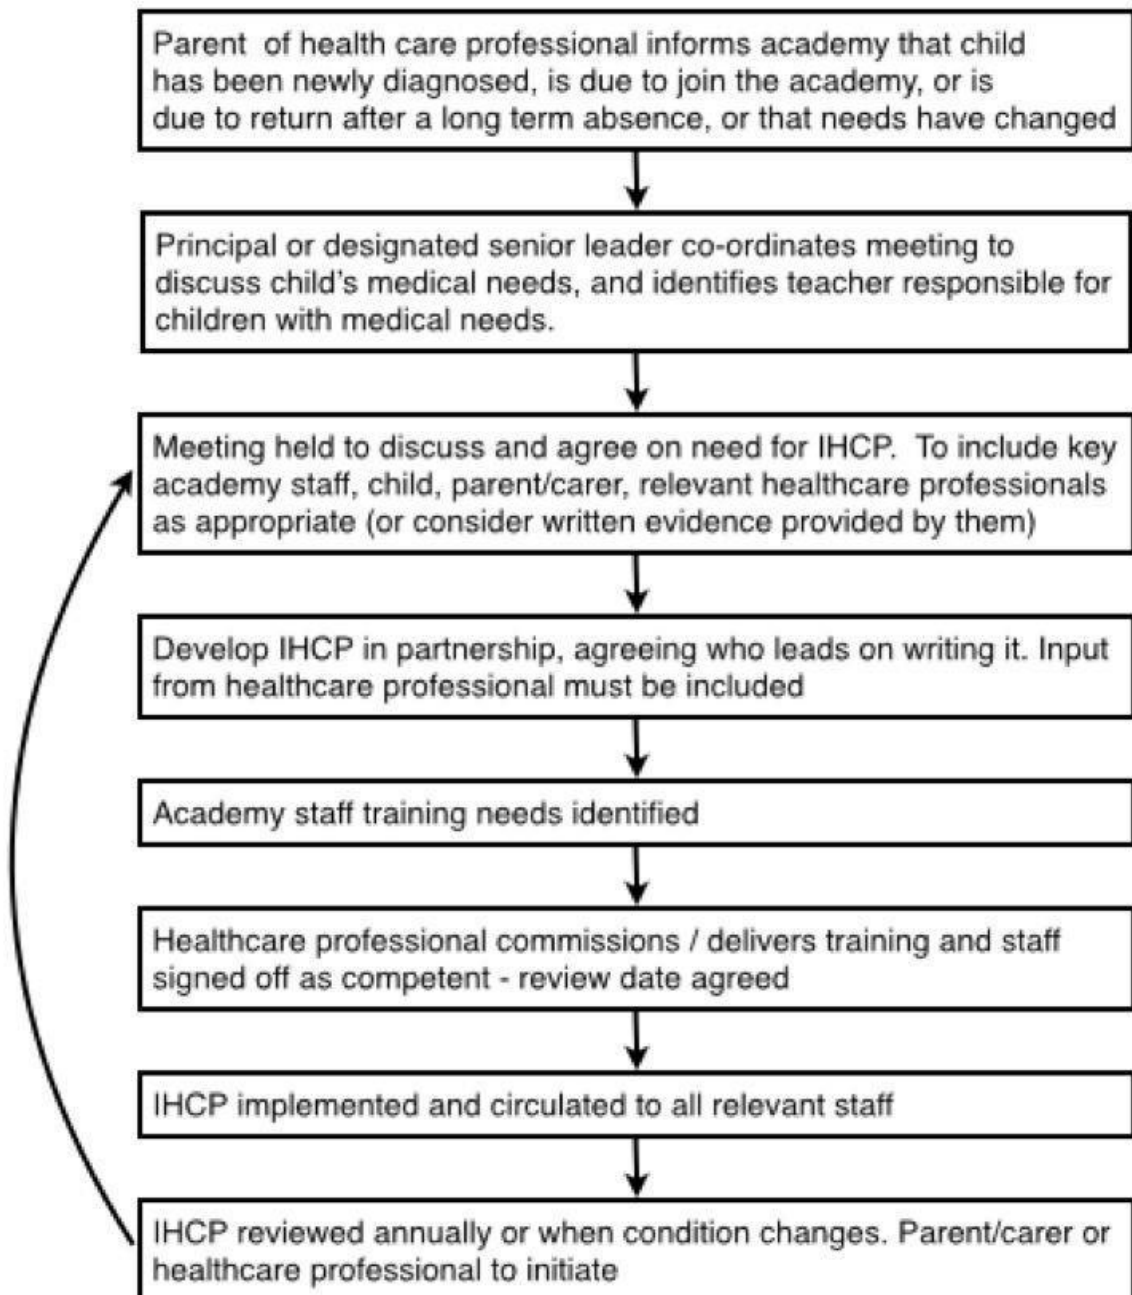 Parent of health care professional informs academy that child
has been newly diagnosed, is due to join the academy, or is
due to return after a long term absence, or that needs have changed
Principal or designated senior leader co-ordinates meeting to
discuss child's medical needs, and identifies teacher responsible for
children with medical needs.
Meeting held to discuss and agree on need for IHCP. To include key
academy staff, child, parent/carer, relevant healthcare professionals
as appropriate (or consider written evidence provided by them)
Develop IHCP in partnership, agreeing who leads on writing it. Input
from healthcare professional must be included
Academy staff training needs identified
Healthcare professional commissions / delivers training and staff
signed off as competent - review date agreed
IHCP implemented and circulated to all relevant staff
IHCP reviewed annually or when condition changes. Parent/carer or
healthcare professional to initiate